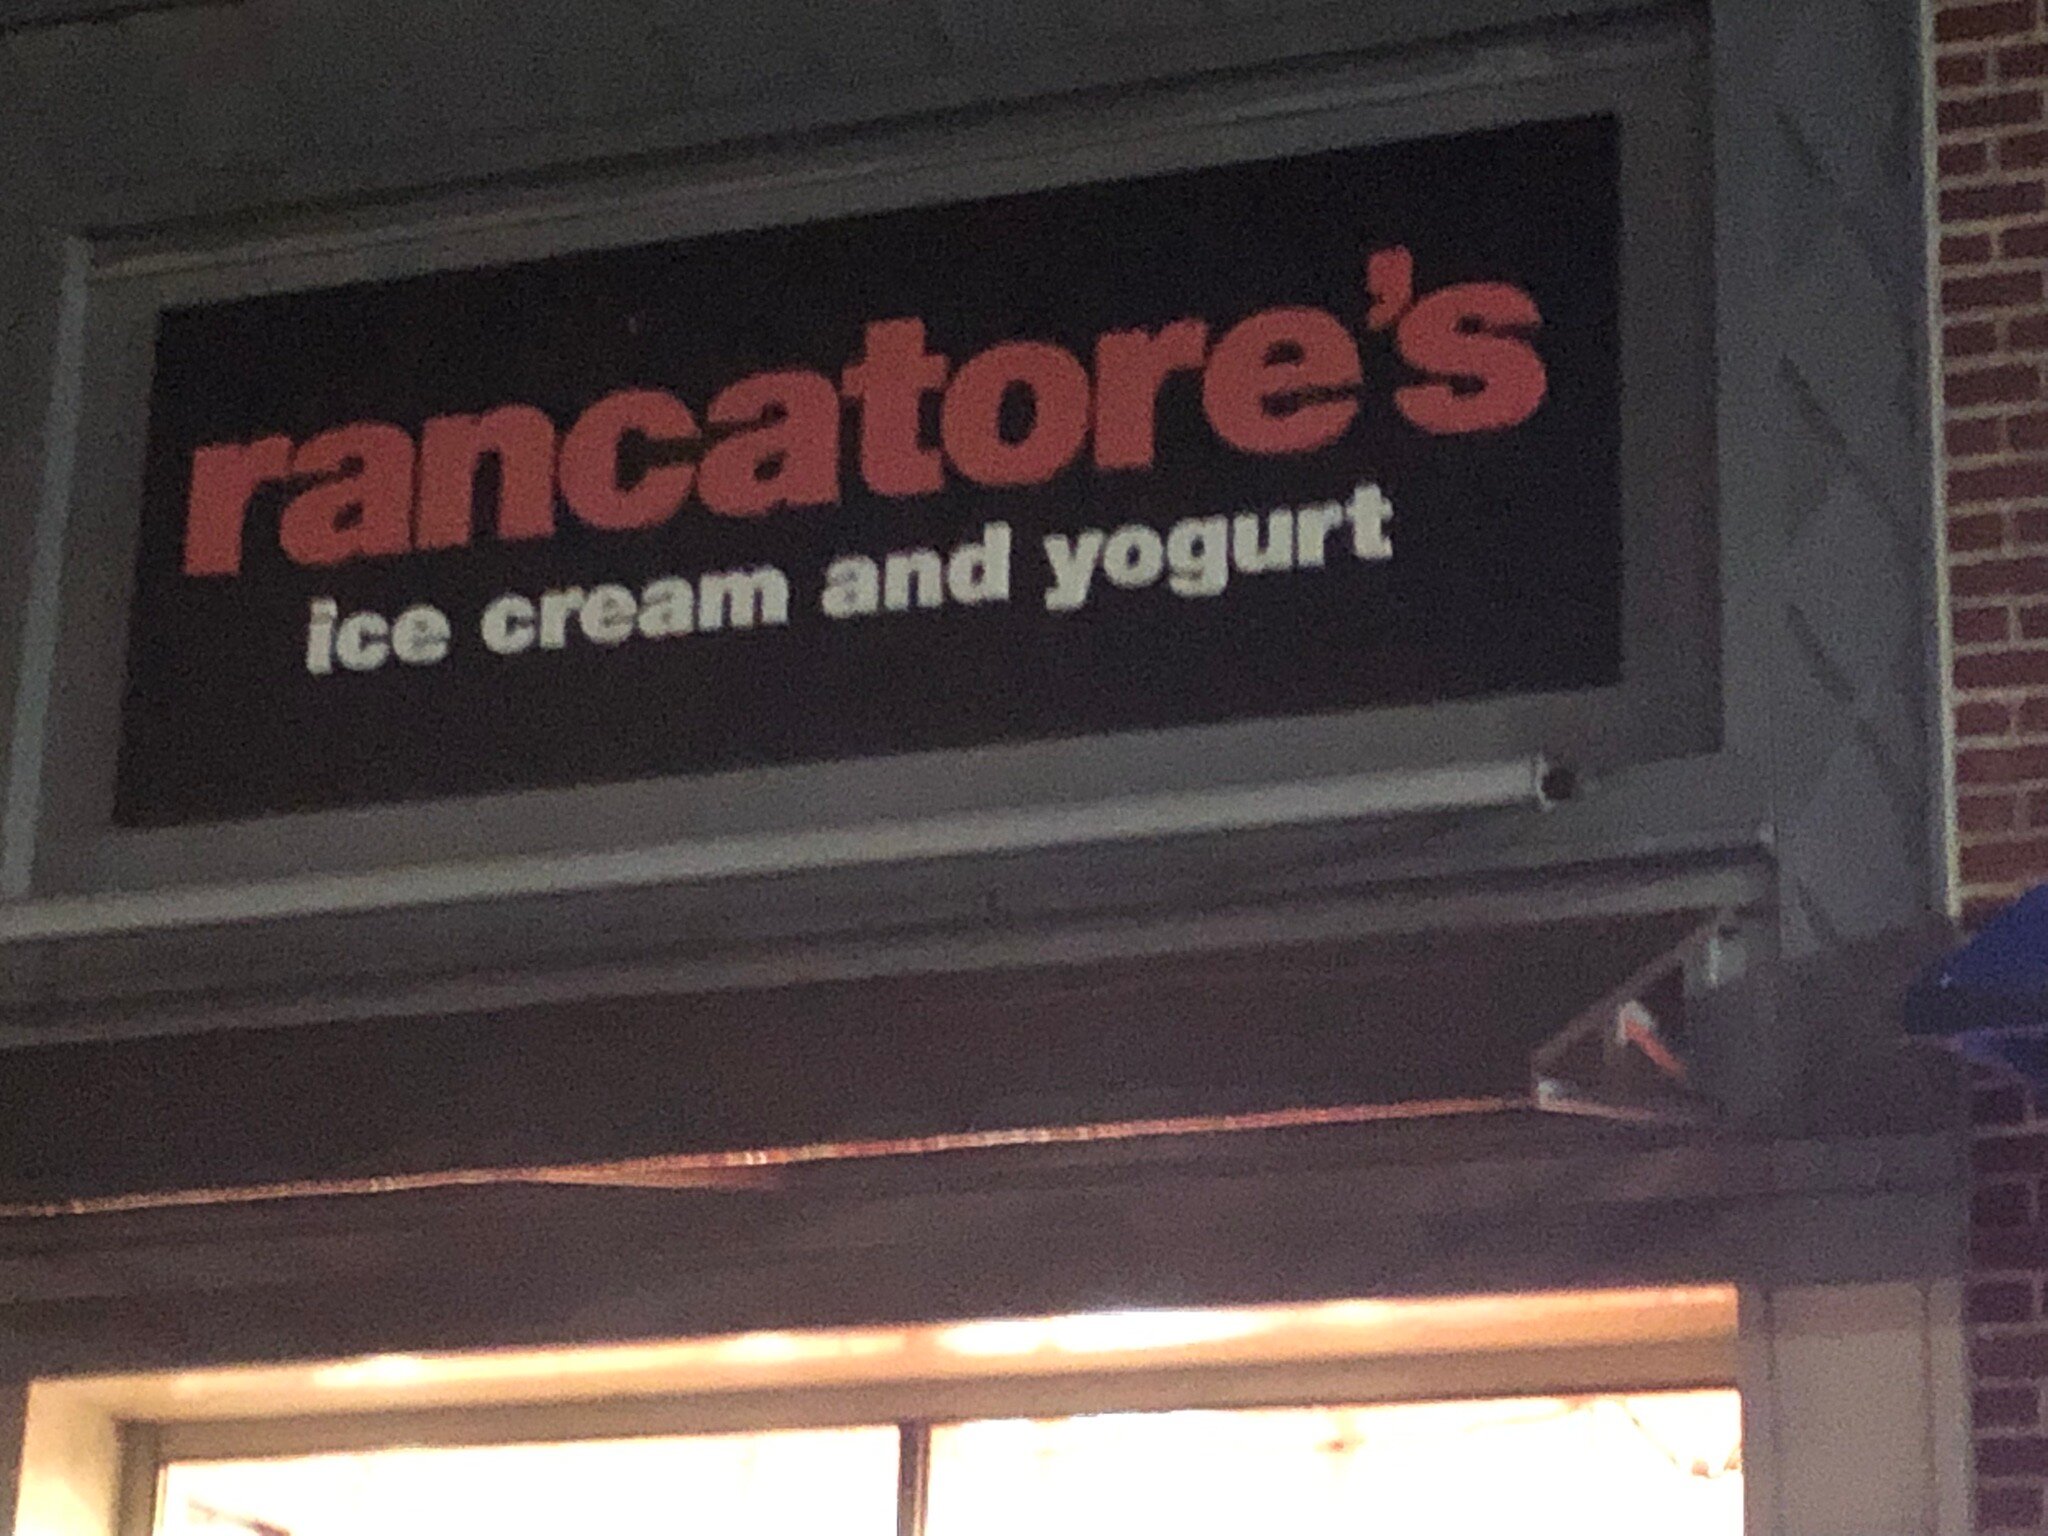 rancatore's
ice cream and yogurt